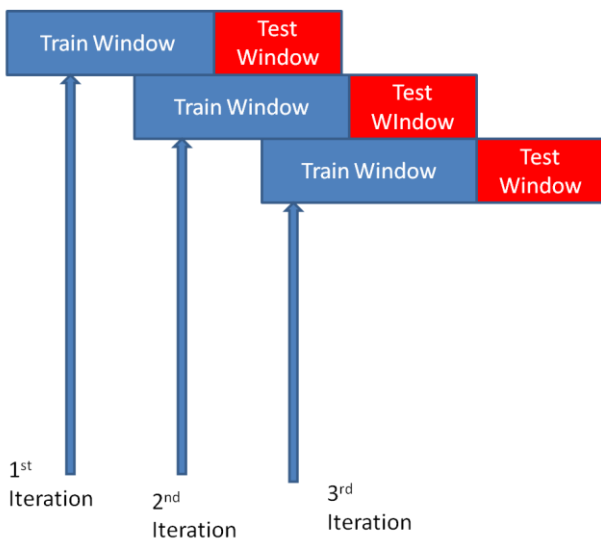 Train Window
Test
Window
Train Window
Test
WIndow
Train Window
Test
Window
1st
Iteration
2nd
Iteration
3rd
Iteration